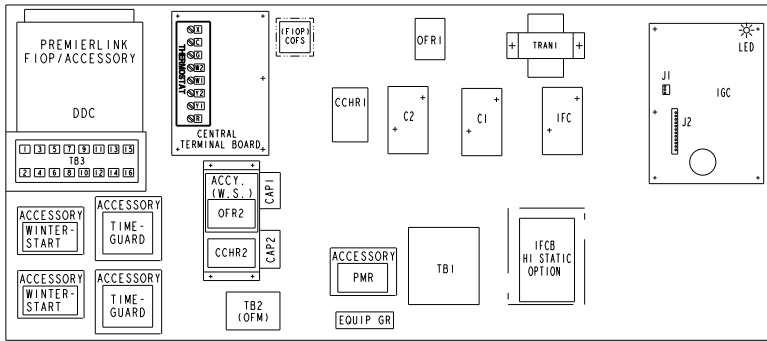 PREMIERLINK
FIOP/ACCESSORY
DDC
1 3 5 7 9 11 13 15
TB3
2 4 6 8 10 12 14 16
X
C
G
W2
W1
Y2
Y1
R
THERMOSTAT
CENTRAL
TERMINAL BOARD
(FIOP)
COFS
OFR1
TRAN1
LED
J1
IGC
J2
CCHR1
C2
C1
IFC
ACCY.
(W.S.)
OFR2
CAP1
CCHR2
CAP2
ACCESSORY
WINTER-
START
ACCESSORY
TIME-
GUARD
ACCESSORY
WINTER-
START
ACCESSORY
TIME-
GUARD
TB2
(OFM)
ACCESSORY
PMR
EQUIP GR
TB1
IFCB
HI STATIC
OPTION